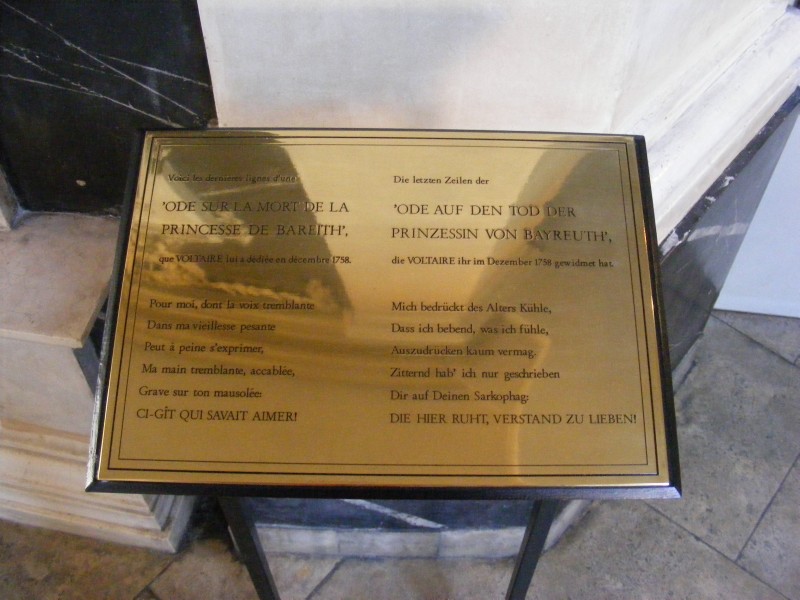 Voici les dernières lignes d'une
'ODE SUR LA MORT DE LA
PRINCESSE DE BAREITH',
que VOLTAIRE lui a dédiée en décembre 1758.
Pour moi, dont la voix tremblante
Dans ma vieillesse pesante
Peut à peine s'exprimer,
Ma main tremblante, accablée,
Grave sur ton mausolée:
CI-GÎT QUI SAVAIT AIMER!
Die letzten Zeilen der
'ODE AUF DEN TOD DER
PRINZESSIN VON BAYREUTH',
die VOLTAIRE ihr im Dezember 1758 gewidmet hat.
Mich bedrückt des Alters Kühle,
Dass ich bebend, was ich fühle,
Auszudrücken kaum vermag.
Zitternd hab' ich nur geschrieben
Dir auf Deinen Sarkophag:
DIE HIER RUHT, VERSTAND ZU LIEBEN!